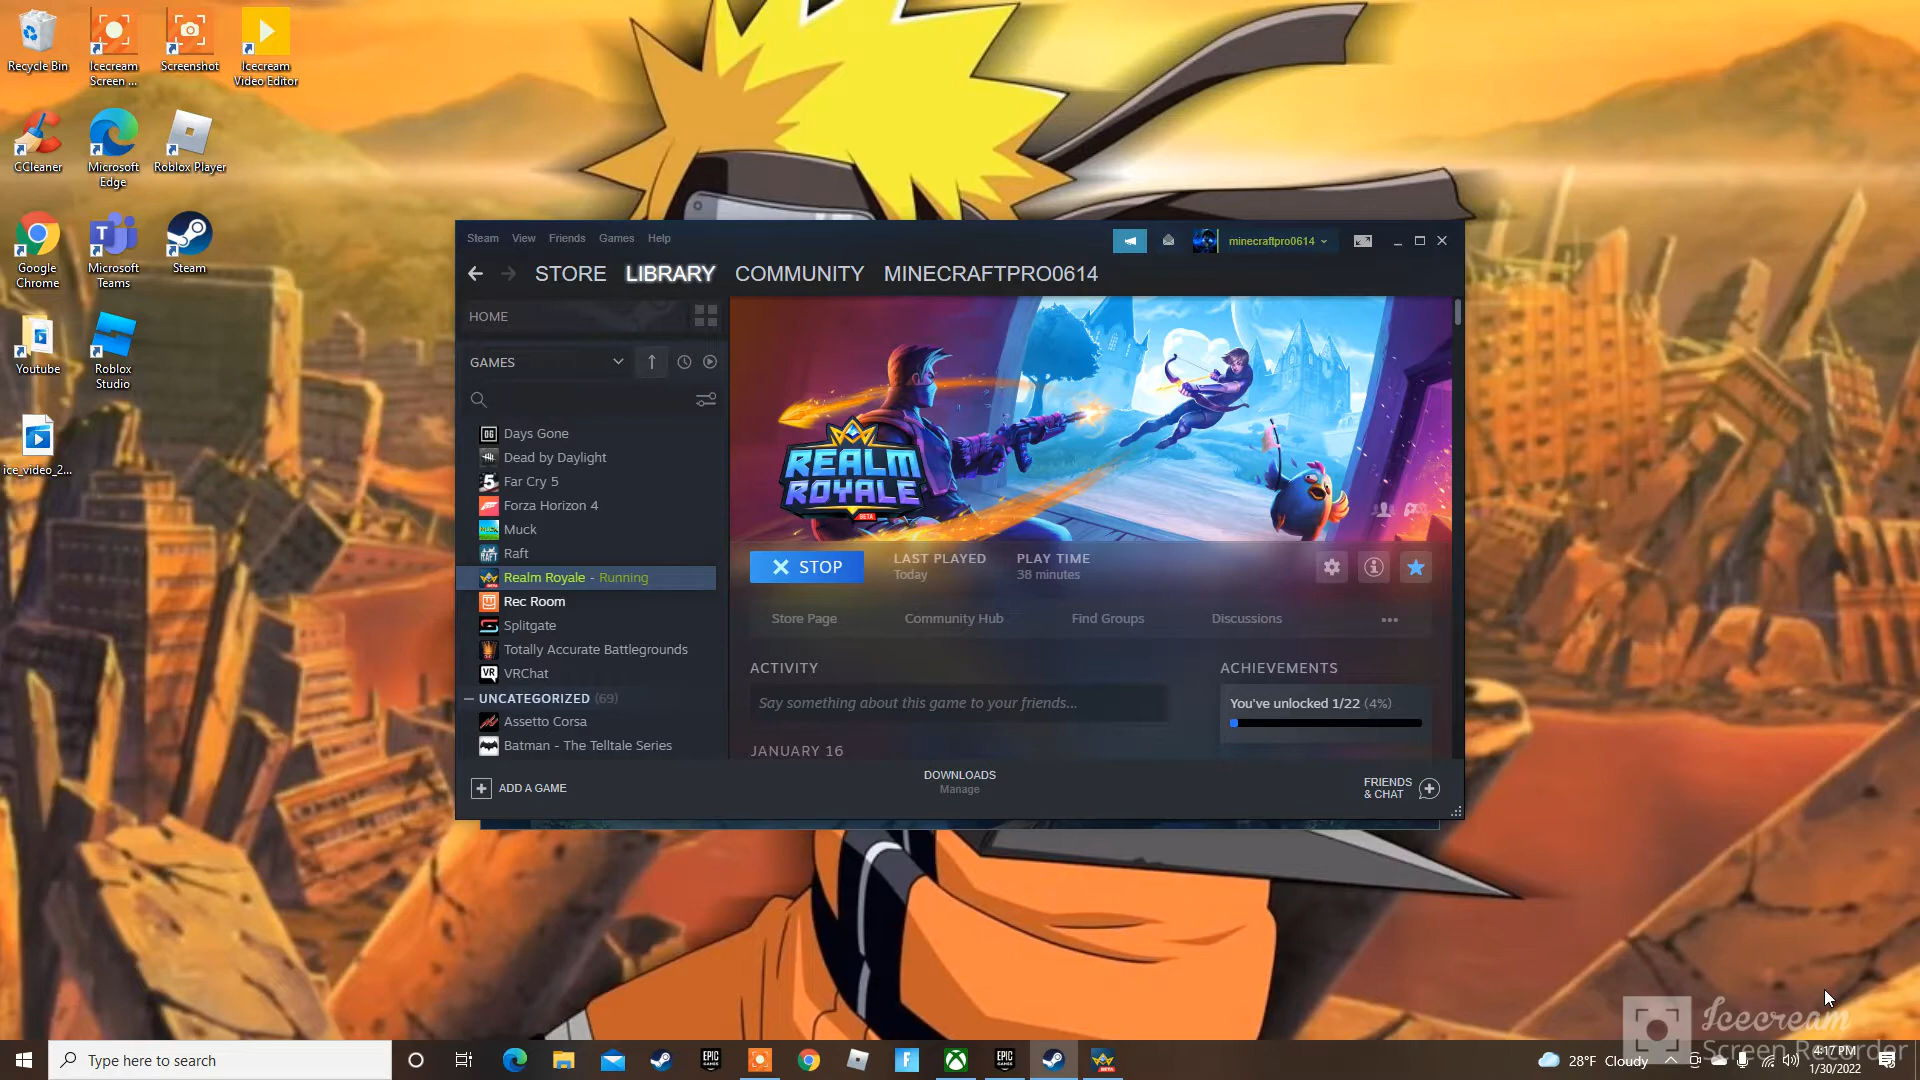 Recycle Bin
Icecream
Screen ...
Screenshot
Icecream
Video Editor
CCleaner
Microsoft
Edge
Roblox Player
Google
Chrome
Microsoft
Teams
Steam
Youtube
Roblox
Studio
ice_video_2...
Steam View Friends Games Help
minecraftpro0614
STORE LIBRARY COMMUNITY MINECRAFTPRO0614
HOME
GAMES
Days Gone
Dead by Daylight
Far Cry 5
Forza Horizon 4
Muck
Raft
Realm Royale - Running
Rec Room
Splitgate
Totally Accurate Battlegrounds
VRChat
UNCATEGORIZED (69)
Assetto Corsa
Batman - The Telltale Series
REALM
ROYALE
BETA
STOP
LAST PLAYED
Today
PLAY TIME
38 minutes
Store Page
Community Hub
Find Groups
Discussions
ACTIVITY
Say something about this game to your friends...
JANUARY 16
ACHIEVEMENTS
You've unlocked 1/22 (4%)
ADD A GAME
DOWNLOADS
Manage
FRIENDS
& CHAT
Icecream
Screen Recorder
Type here to search
EPIC
GAMES
EPIC
GAMES
28°F Cloudy
4:17 PM
1/30/2022